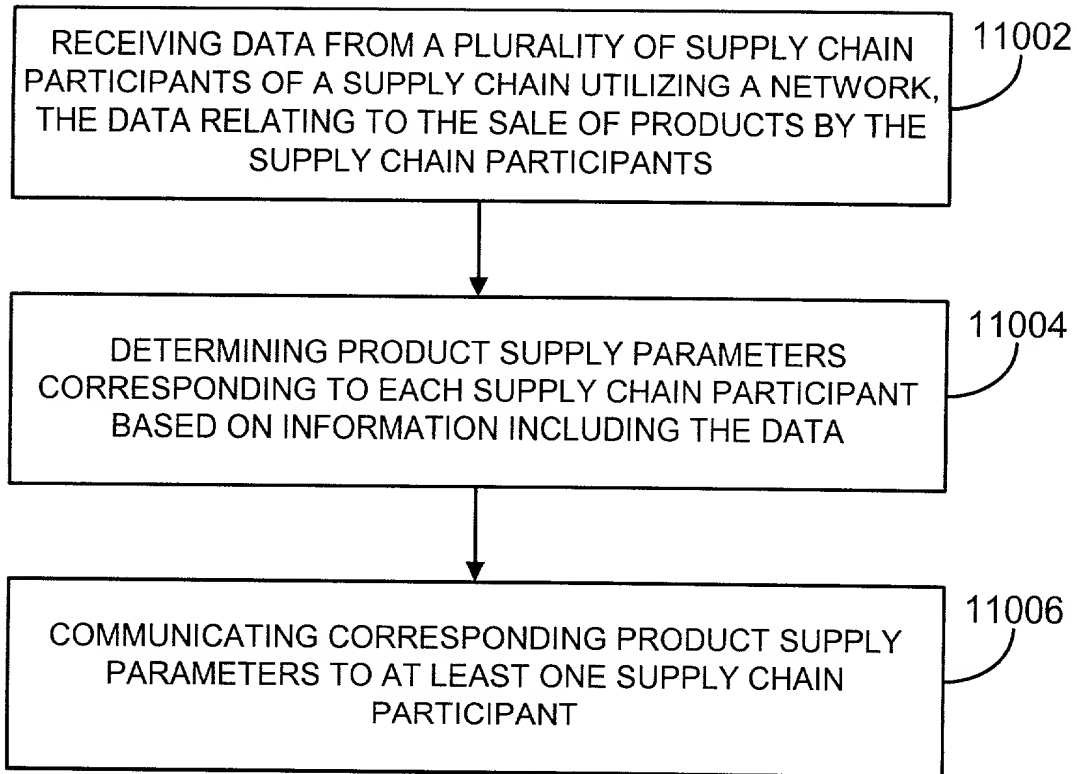 RECEIVING DATA FROM A PLURALITY OF SUPPLY CHAIN
PARTICIPANTS OF A SUPPLY CHAIN UTILIZING A NETWORK,
THE DATA RELATING TO THE SALE OF PRODUCTS BY THE
SUPPLY CHAIN PARTICIPANTS
11002
DETERMINING PRODUCT SUPPLY PARAMETERS
CORRESPONDING TO EACH SUPPLY CHAIN PARTICIPANT
BASED ON INFORMATION INCLUDING THE DATA
11004
COMMUNICATING CORRESPONDING PRODUCT SUPPLY
PARAMETERS TO AT LEAST ONE SUPPLY CHAIN
PARTICIPANT
11006